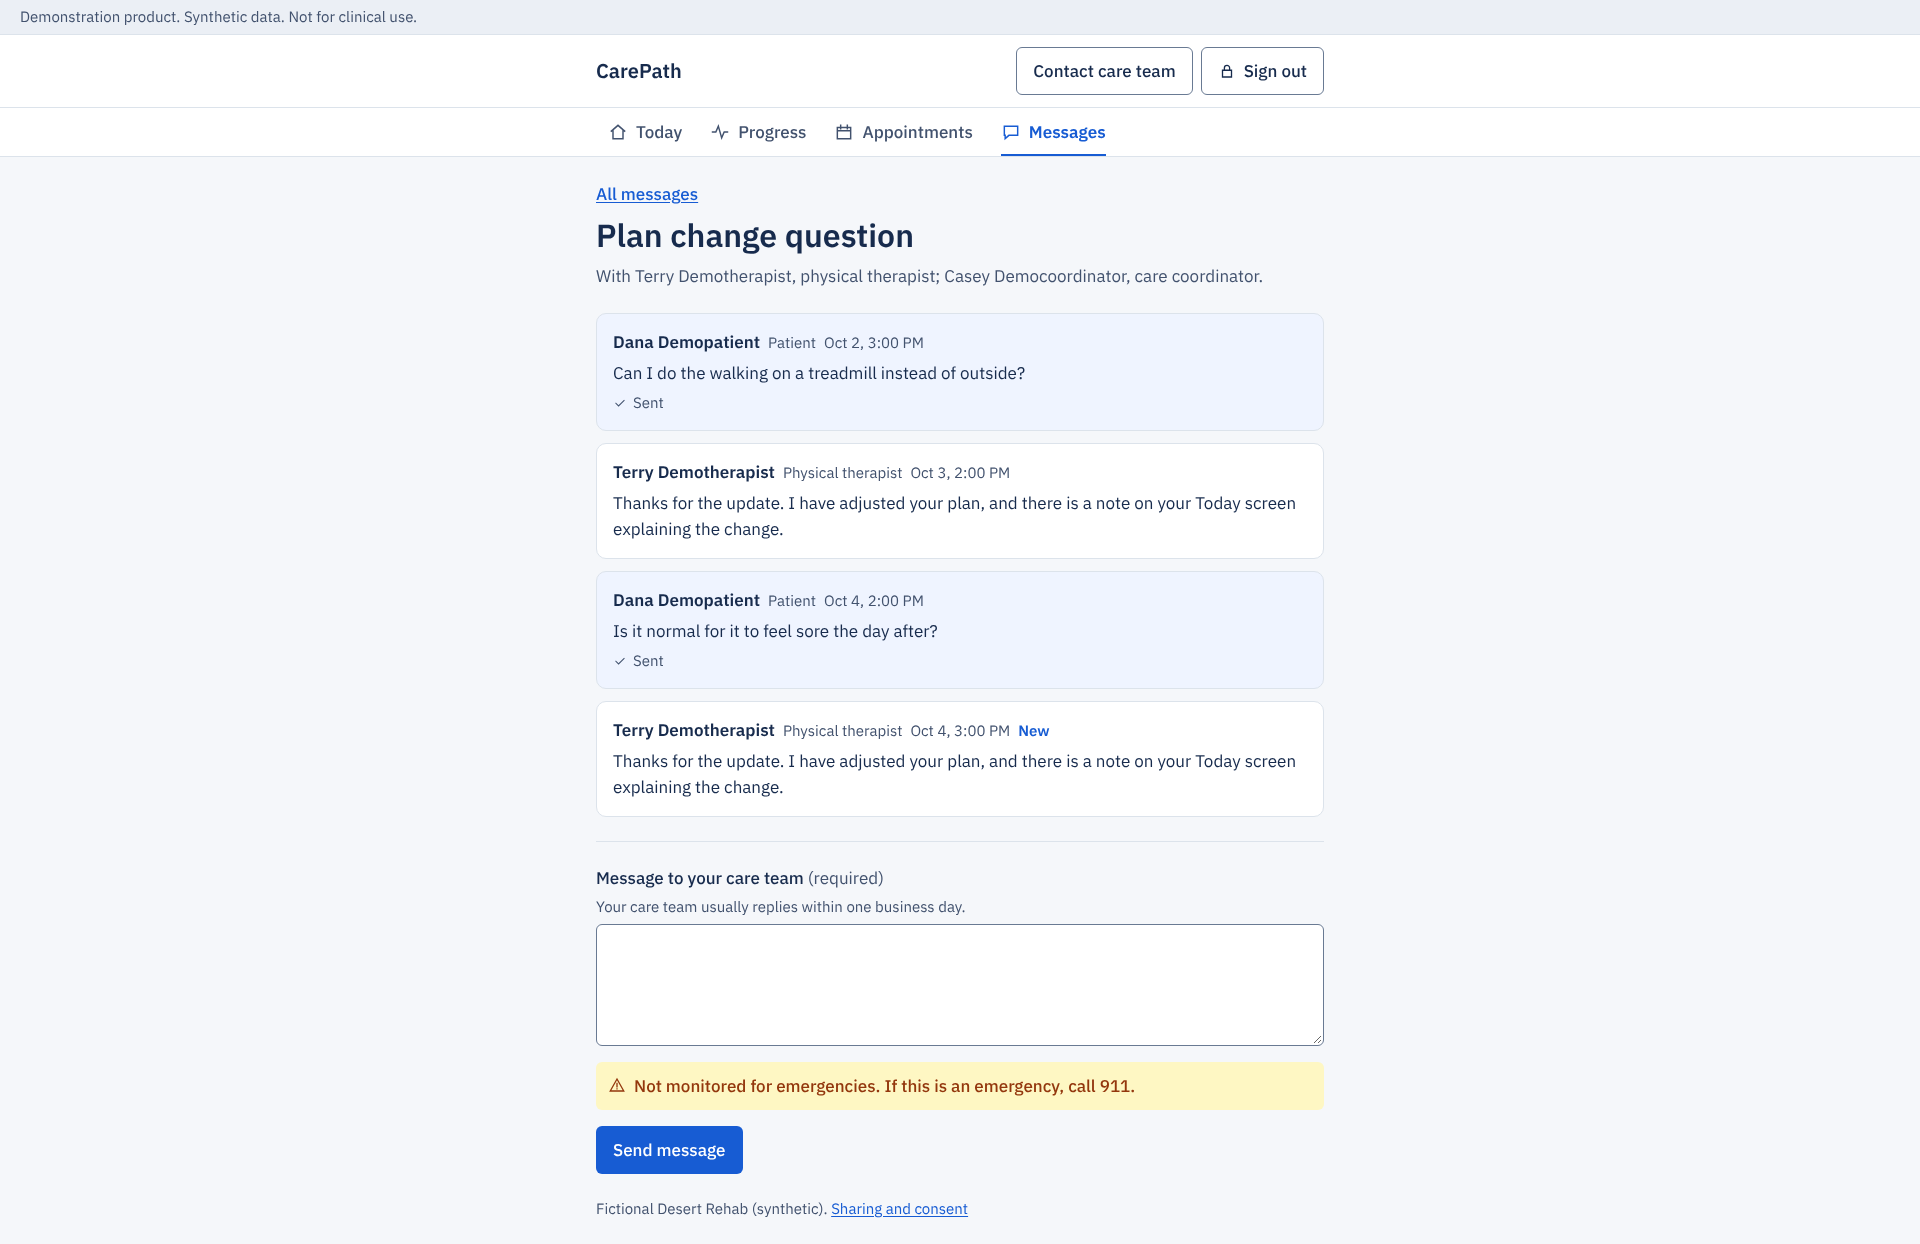 Demonstration product. Synthetic data. Not for clinical use.
CarePath
Contact care team
Sign out
Today
Progress
Appointments
Messages
All messages
Plan change question
With Terry Demotherapist, physical therapist; Casey Democoordinator, care coordinator.
Dana Demopatient Patient Oct 2, 3:00 PM
Can I do the walking on a treadmill instead of outside?
Sent
Terry Demotherapist Physical therapist Oct 3, 2:00 PM
Thanks for the update. I have adjusted your plan, and there is a note on your Today screen
explaining the change.
Dana Demopatient Patient Oct 4, 2:00 PM
Is it normal for it to feel sore the day after?
Sent
Terry Demotherapist Physical therapist Oct 4, 3:00 PM New
Thanks for the update. I have adjusted your plan, and there is a note on your Today screen
explaining the change.
Message to your care team (required)
Your care team usually replies within one business day.
Not monitored for emergencies. If this is an emergency, call 911.
Send message
Fictional Desert Rehab (synthetic). Sharing and consent